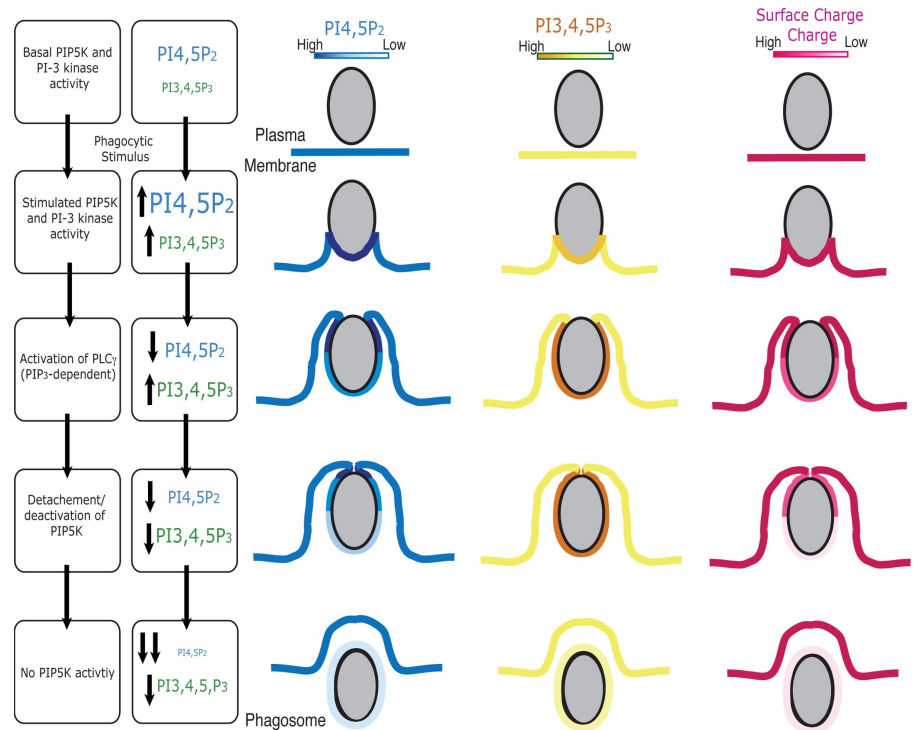 Basal PIP5K and
PI-3 kinase
activity
PI4,5P2
PI3,4,5P3
PI4,5P2
High
Low
PI3,4,5P3
High
Low
Surface Charge
Charge
High
Low
Phagocytic
Stimulus
Plasma
Membrane
Stimulated PIP5K
and PI-3 kinase
activity
PI4,5P2
PI3,4,5P3
Activation of PLCγ
(PIP3-dependent)
PI4,5P2
PI3,4,5P3
Detachement/
deactivation of
PIP5K
PI4,5P2
PI3,4,5P3
No PIP5K activtiy
PI4,5P2
PI3,4,5,P3
Phagosome